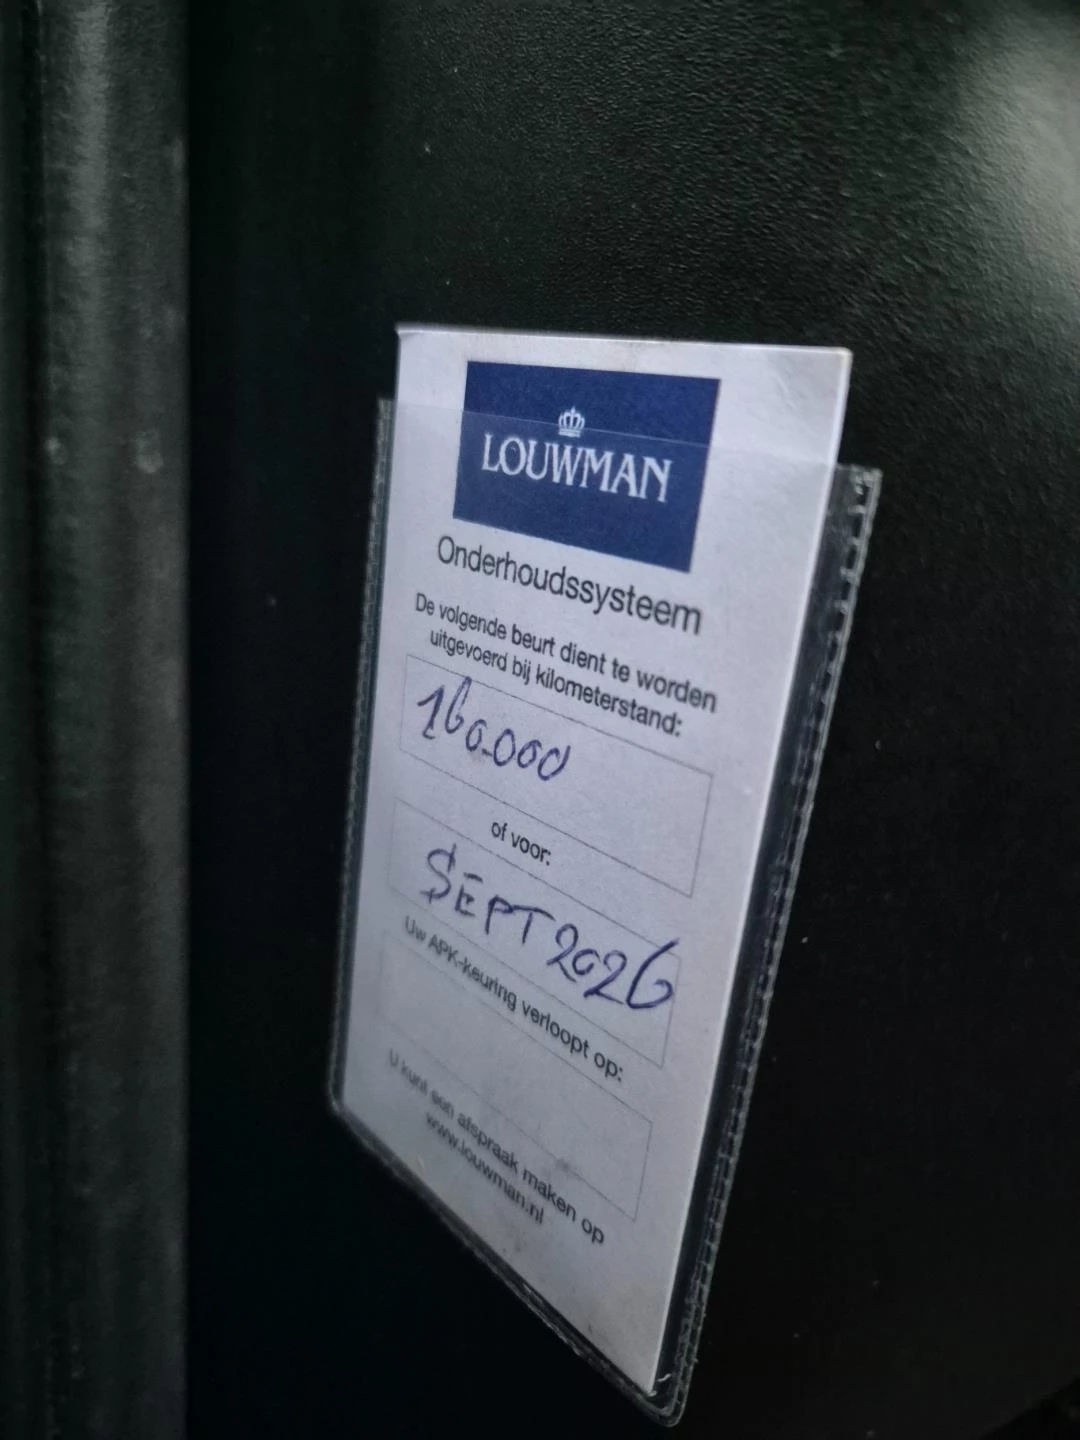 LOUWMAN
Onderhoudssysteem
De volgende beurt dient te worden
uitgevoerd bij kilometerstand:
160.000
of voor:
SEPT 2026
Uw APK-keuring verloopt op:
U kunt een afspraak maken op
www.louwman.nl